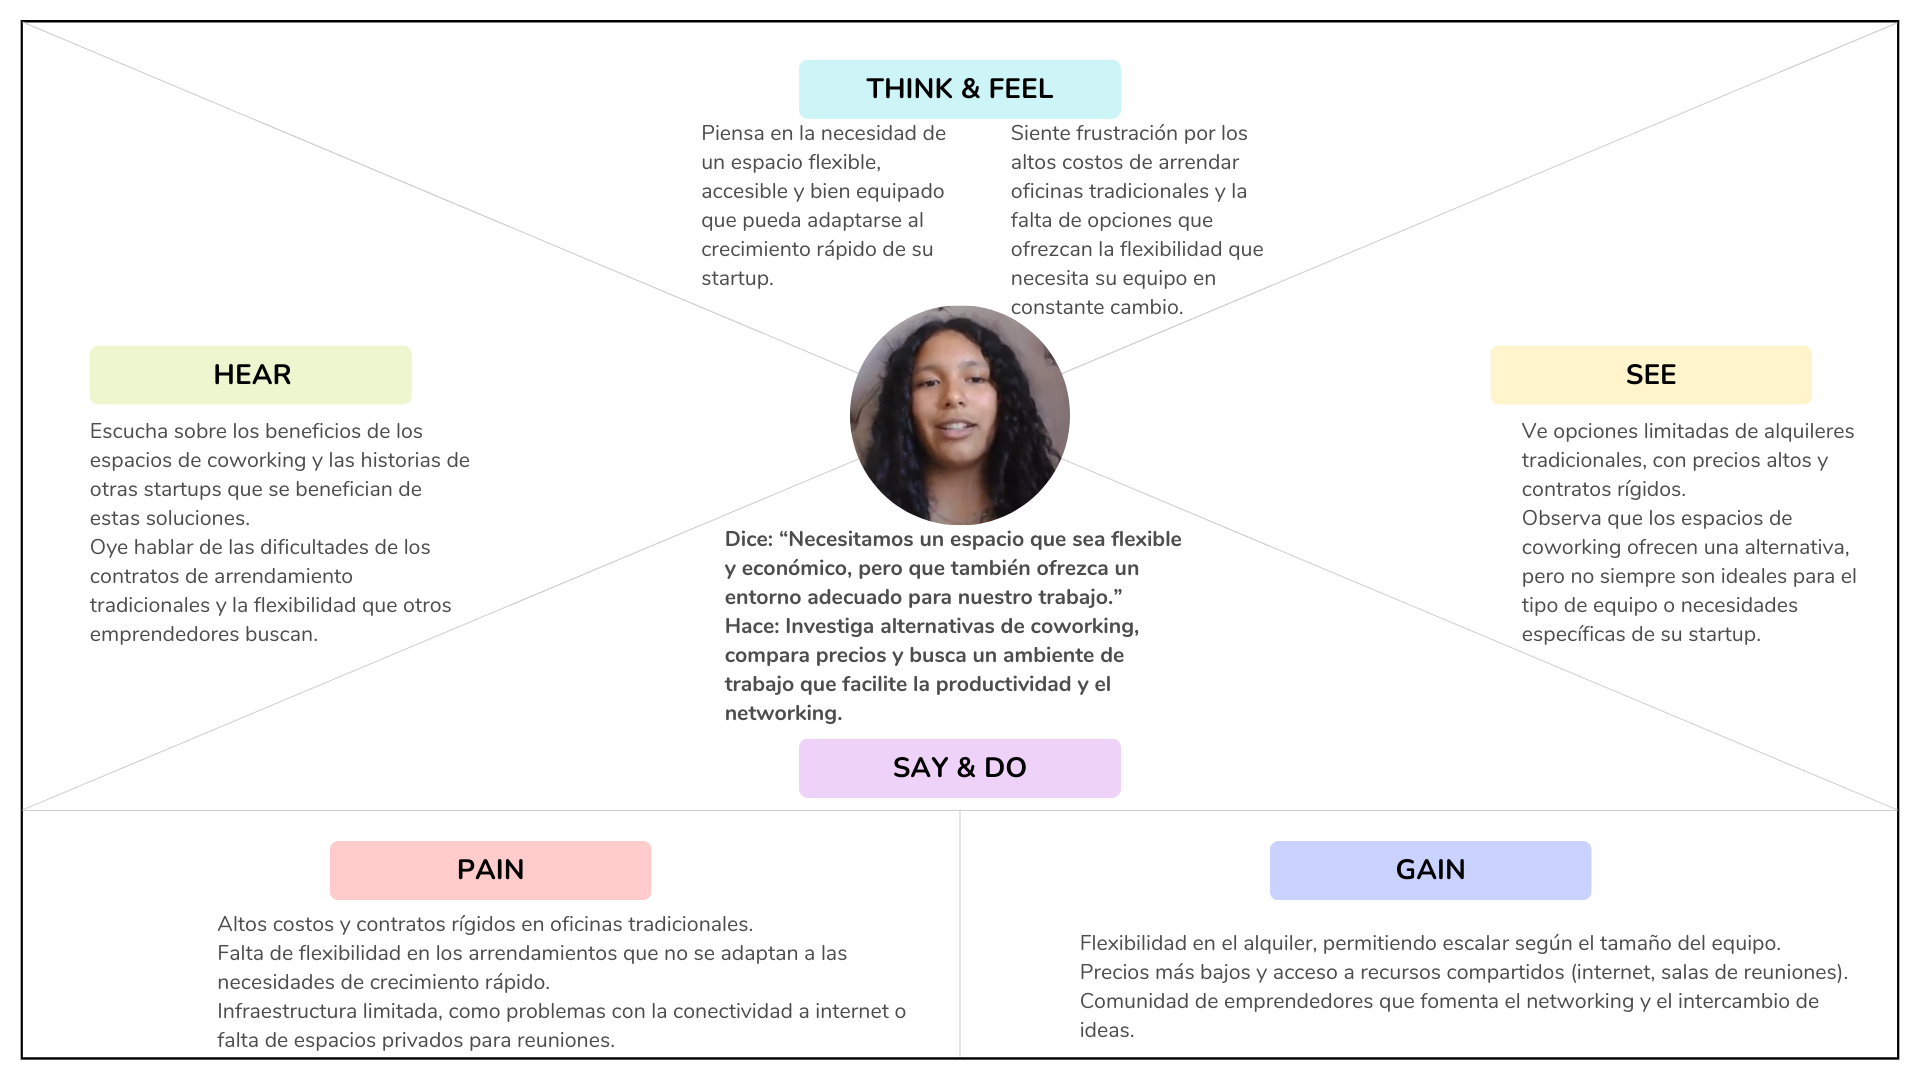 THINK & FEEL
Piensa en la necesidad de
un espacio flexible,
accesible y bien equipado
que pueda adaptarse al
crecimiento rápido de su
startup.
Siente frustración por los
altos costos de arrendar
oficinas tradicionales y la
falta de opciones que
ofrezcan la flexibilidad que
necesita su equipo en
constante cambio.
HEAR
Escucha sobre los beneficios de los
espacios de coworking y las historias de
otras startups que se benefician de
estas soluciones.
Oye hablar de las dificultades de los
contratos de arrendamiento
tradicionales y la flexibilidad que otros
emprendedores buscan.
SEE
Ve opciones limitadas de alquileres
tradicionales, con precios altos y
contratos rígidos.
Observa que los espacios de
coworking ofrecen una alternativa,
pero no siempre son ideales para el
tipo de equipo o necesidades
específicas de su startup.
Dice: “Necesitamos un espacio que sea flexible
y económico, pero que también ofrezca un
entorno adecuado para nuestro trabajo.”
Hace: Investiga alternativas de coworking,
compara precios y busca un ambiente de
trabajo que facilite la productividad y el
networking.
SAY & DO
PAIN
Altos costos y contratos rígidos en oficinas tradicionales.
Falta de flexibilidad en los arrendamientos que no se adaptan a las
necesidades de crecimiento rápido.
Infraestructura limitada, como problemas con la conectividad a internet o
falta de espacios privados para reuniones.
GAIN
Flexibilidad en el alquiler, permitiendo escalar según el tamaño del equipo.
Precios más bajos y acceso a recursos compartidos (internet, salas de reuniones).
Comunidad de emprendedores que fomenta el networking y el intercambio de
ideas.